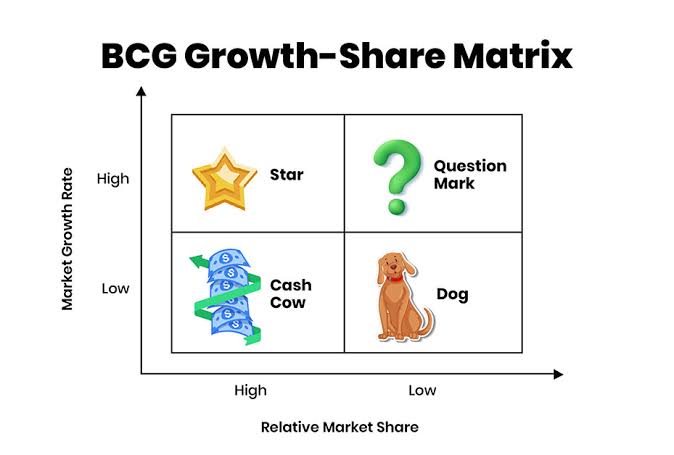 BCG Growth-Share Matrix
Market Growth Rate
High
Star
Question
Mark
Low
$
$
$
$
Cash
Cow
Dog
High
Low
Relative Market Share